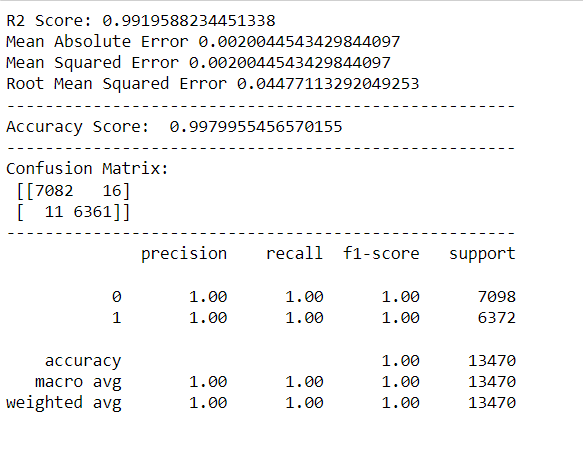 R2 Score: 0.9919588234451338
Mean Absolute Error 0.0020044543429844097
Mean Squared Error 0.0020044543429844097
Root Mean Squared Error 0.04477113292049253
-----------------------------------------------------
Accuracy Score:  0.9979955456570155
-----------------------------------------------------
Confusion Matrix:
 [[7082   16]
 [  11 6361]]
-----------------------------------------------------
              precision    recall  f1-score   support

           0       1.00      1.00      1.00      7098
           1       1.00      1.00      1.00      6372

    accuracy                           1.00     13470
   macro avg       1.00      1.00      1.00     13470
weighted avg       1.00      1.00      1.00     13470